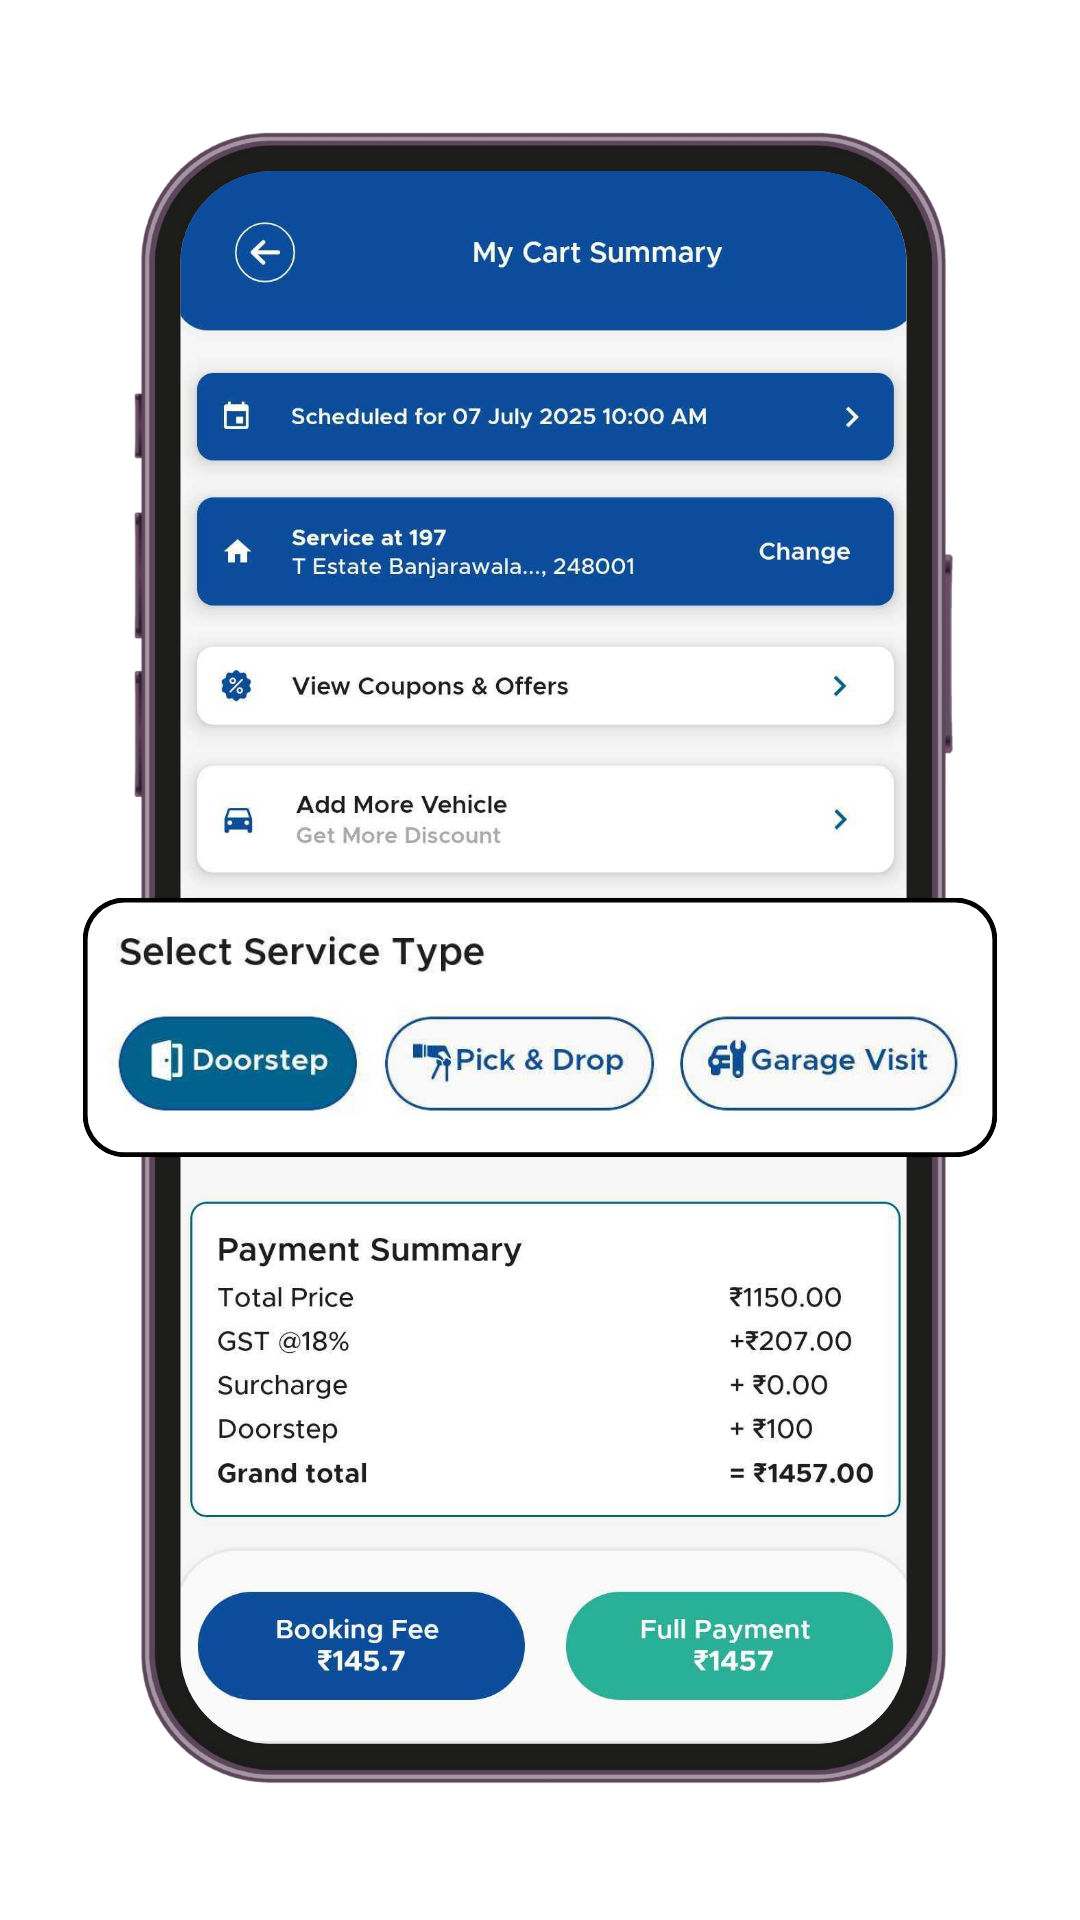 My Cart Summary
Scheduled for 07 July 2025 10:00 AM
Service at 197
T Estate Banjarawala..., 248001
Change
View Coupons & Offers
Add More Vehicle
Get More Discount
Select Service Type
Doorstep
Pick & Drop
Garage Visit
Payment Summary
Total Price ₹1150.00
GST @18% +₹207.00
Surcharge + ₹0.00
Doorstep + ₹100
Grand total = ₹1457.00
Booking Fee
₹145.7
Full Payment
₹1457